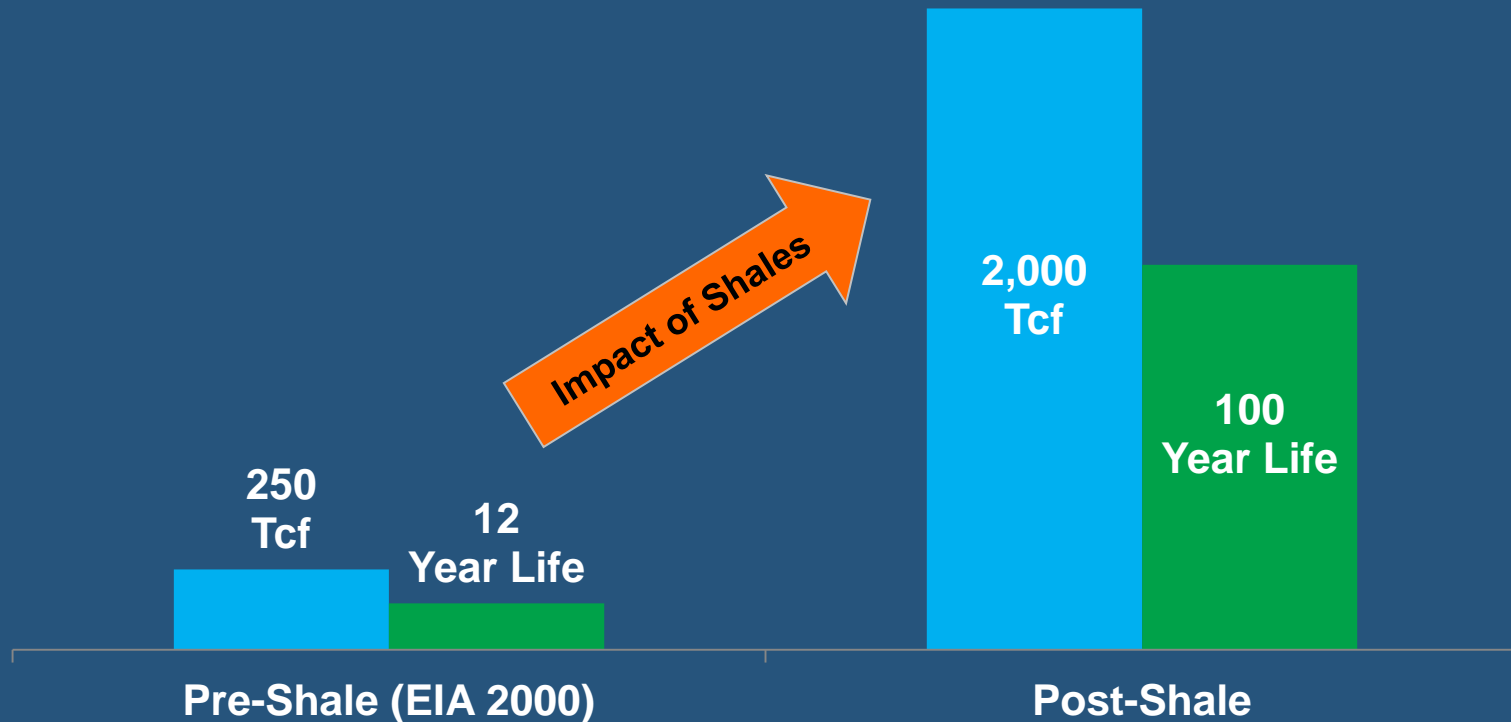 250
Tcf
12
Year Life
Impact of Shales
2,000
Tcf
100
Year Life
Pre-Shale (EIA 2000)
Post-Shale